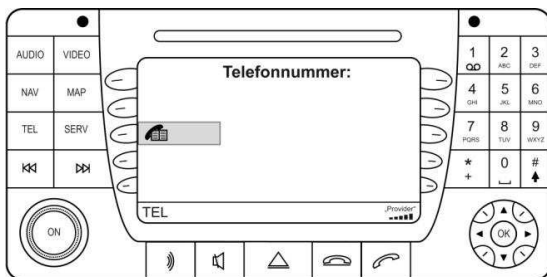 AUDIO VIDEO
NAV MAP
TEL SERV
ON
Telefonnummer:
TEL
„Provider“
1 2 3
ABC DEF
4 5 6
GHI JKL MNO
7 8 9
PQRS TUV WXYZ
* 0 #
+
OK